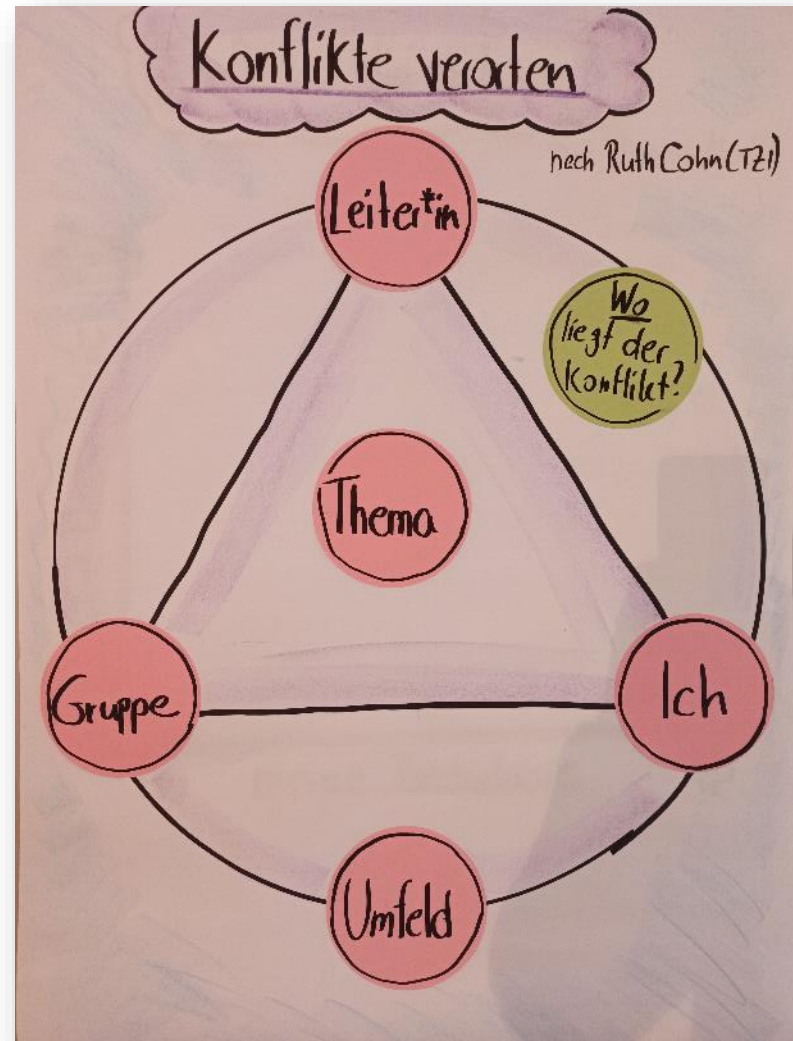 Konflikte verorten
nach Ruth Cohn (TZI)
Leiter*in
Wo
liegt der
Konflikt?
Thema
Gruppe
Ich
Umfeld